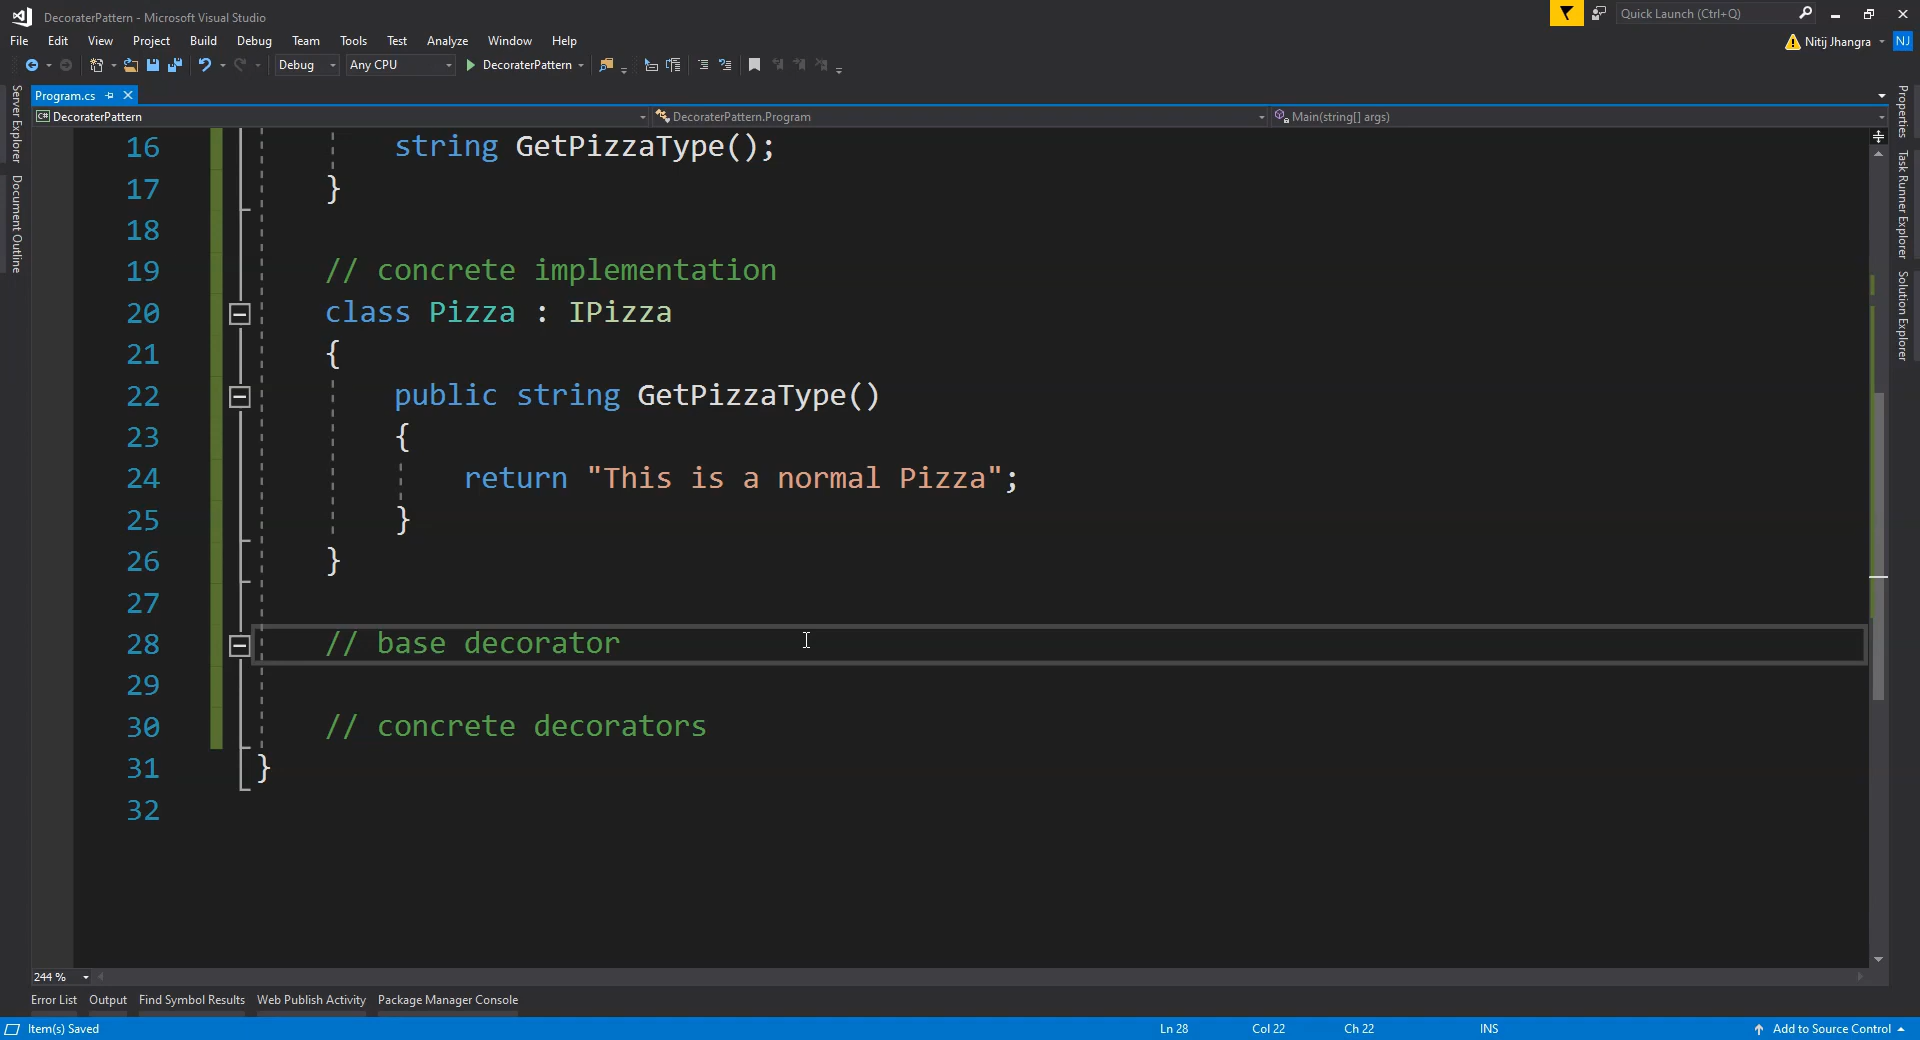 DecoraterPattern - Microsoft Visual Studio
Quick Launch (Ctrl+Q)
File Edit View Project Build Debug Team Tools Test Analyze Window Help
Nitij Jhangra NJ
Debug Any CPU DecoraterPattern
Program.cs
C# DecoraterPattern DecoraterPattern.Program Main(string[] args)
Server Explorer
Document Outline
Properties
Task Runner Explorer
Solution Explorer
16 string GetPizzaType();
17 }
18
19 // concrete implementation
20 class Pizza : IPizza
21 {
22 public string GetPizzaType()
23 {
24 return "This is a normal Pizza";
25 }
26 }
27
28 // base decorator
29
30 // concrete decorators
31 }
32
244 %
Error List Output Find Symbol Results Web Publish Activity Package Manager Console
Item(s) Saved Ln 28 Col 22 Ch 22 INS Add to Source Control